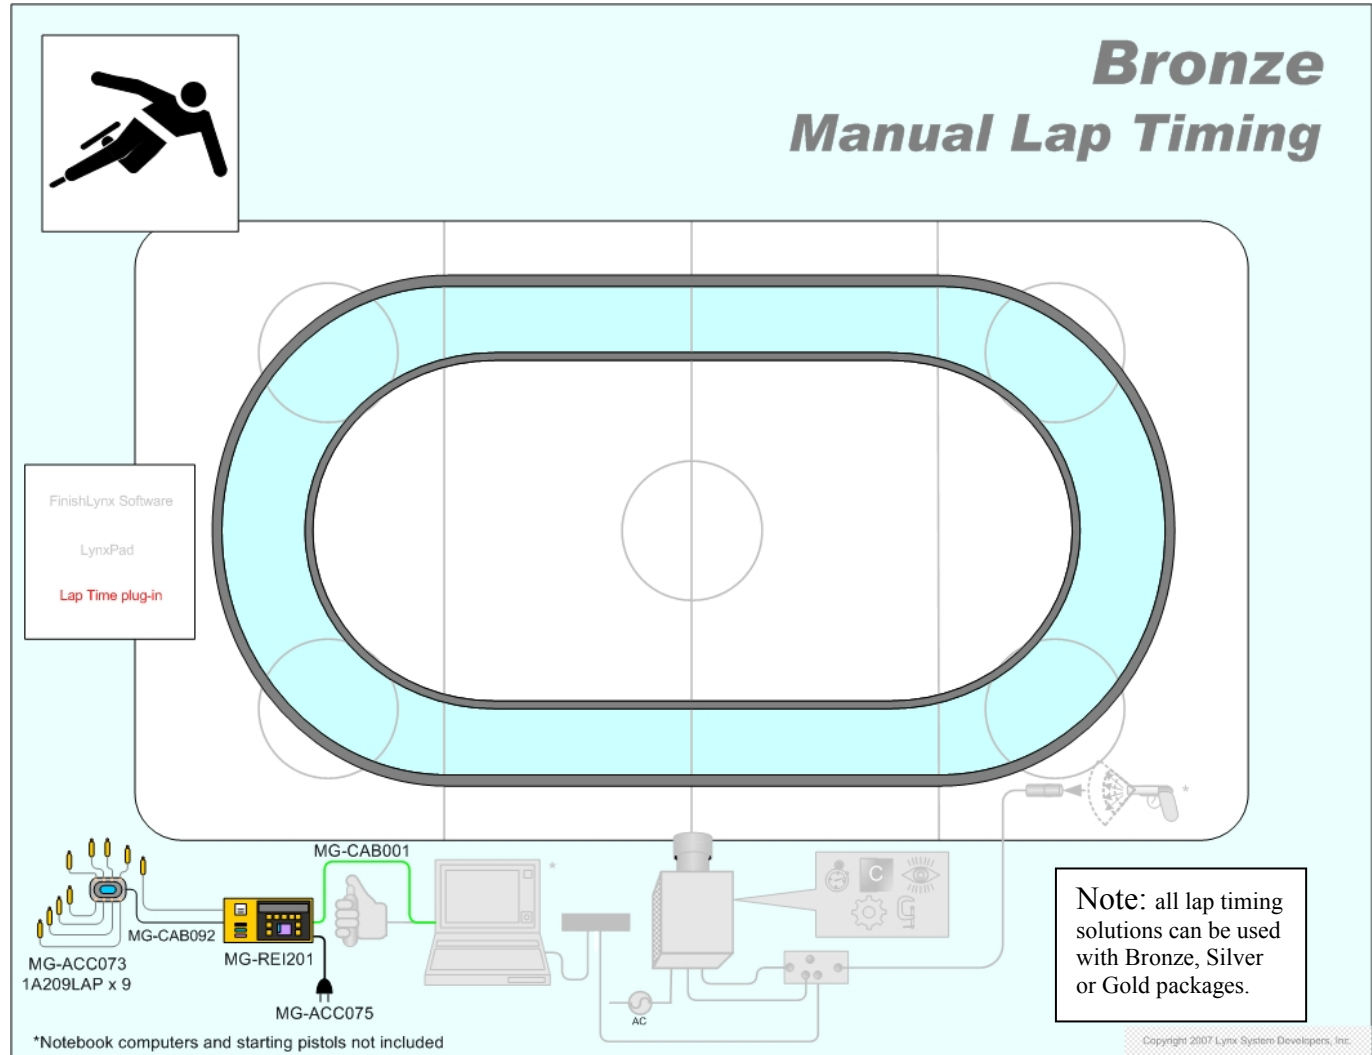 Bronze
Manual Lap Timing
FinishLynx Software
LynxPad
Lap Time plug-in
MG-CAB001
*
*
C
MG-CAB092
MG-REI201
MG-ACC073
1A209LAP x 9
MG-ACC075
AC
Note: all lap timing
solutions can be used
with Bronze, Silver
or Gold packages.
*Notebook computers and starting pistols not included
Copyright 2007 Lynx System Developers, Inc.